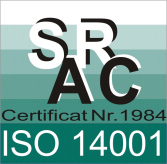 SR
AC
Certificat Nr. 1984
ISO 14001